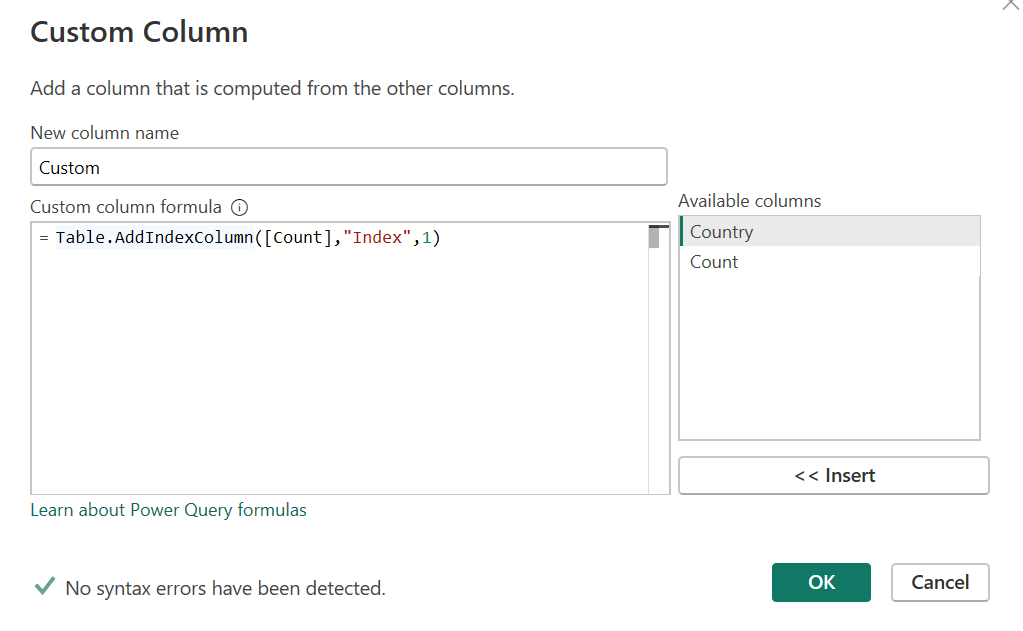 Custom Column
Add a column that is computed from the other columns.
New column name
Custom
Custom column formula
= Table.AddIndexColumn([Count],"Index",1)
Available columns
Country
Count
<< Insert
Learn about Power Query formulas
No syntax errors have been detected.
OK
Cancel